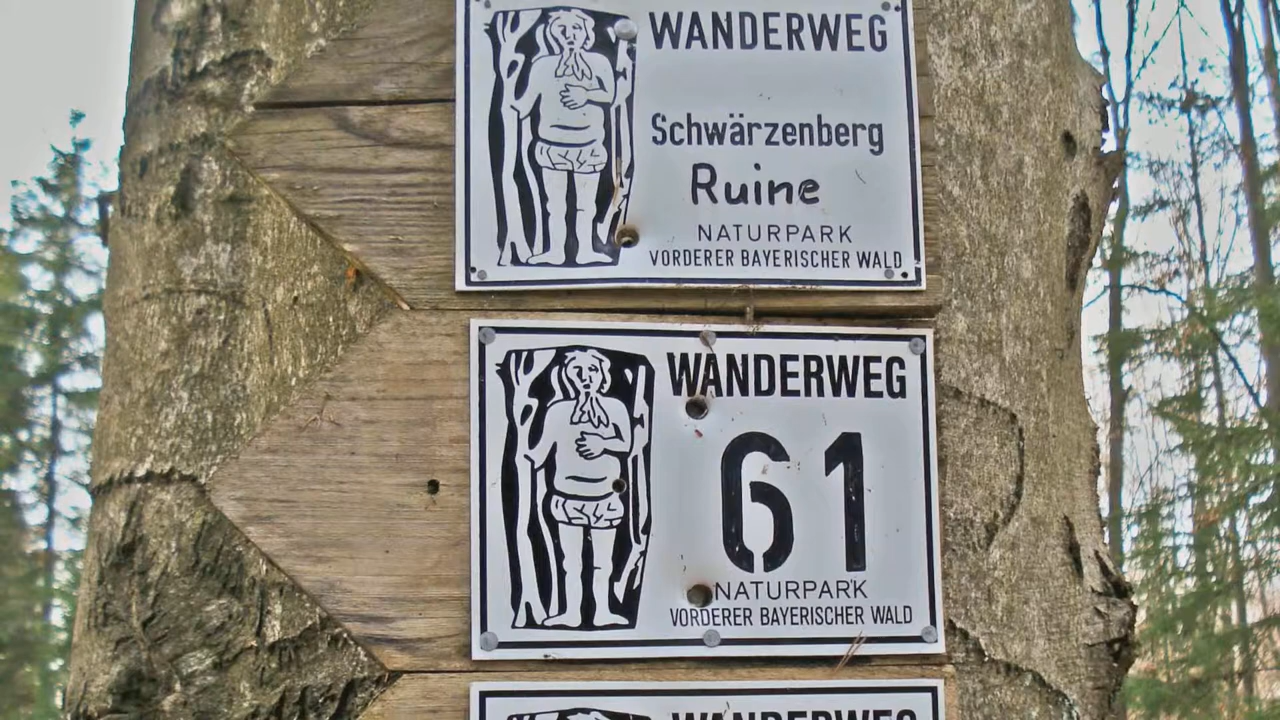 WANDERWEG
Schwärzenberg
Ruine
NATURPARK
VORDERER BAYERISCHER WALD
WANDERWEG
61
NATURPARK
VORDERER BAYERISCHER WALD
WANDERWEG